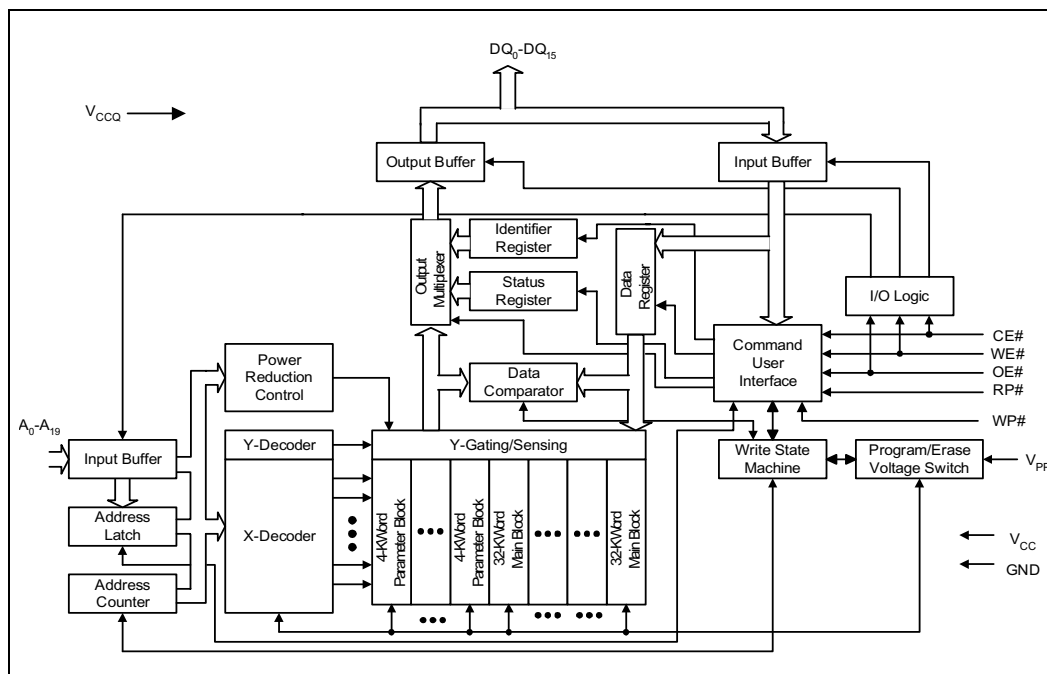 DQ0-DQ15
VCCQ
Output Buffer
Input Buffer
Identifier
Register
Output
Multiplexer
Status
Register
Data
Register
I/O Logic
CE#
WE#
OE#
RP#
WP#
Command
User
Interface
Power
Reduction
Control
Data
Comparator
A0-A19
Input Buffer
Y-Decoder
Y-Gating/Sensing
Write State
Machine
Program/Erase
Voltage Switch
VPP
Address
Latch
X-Decoder
4-KWord
Parameter Block
4-KWord
Parameter Block
32-KWord
Main Block
32-KWord
Main Block
Address
Counter
VCC
GND